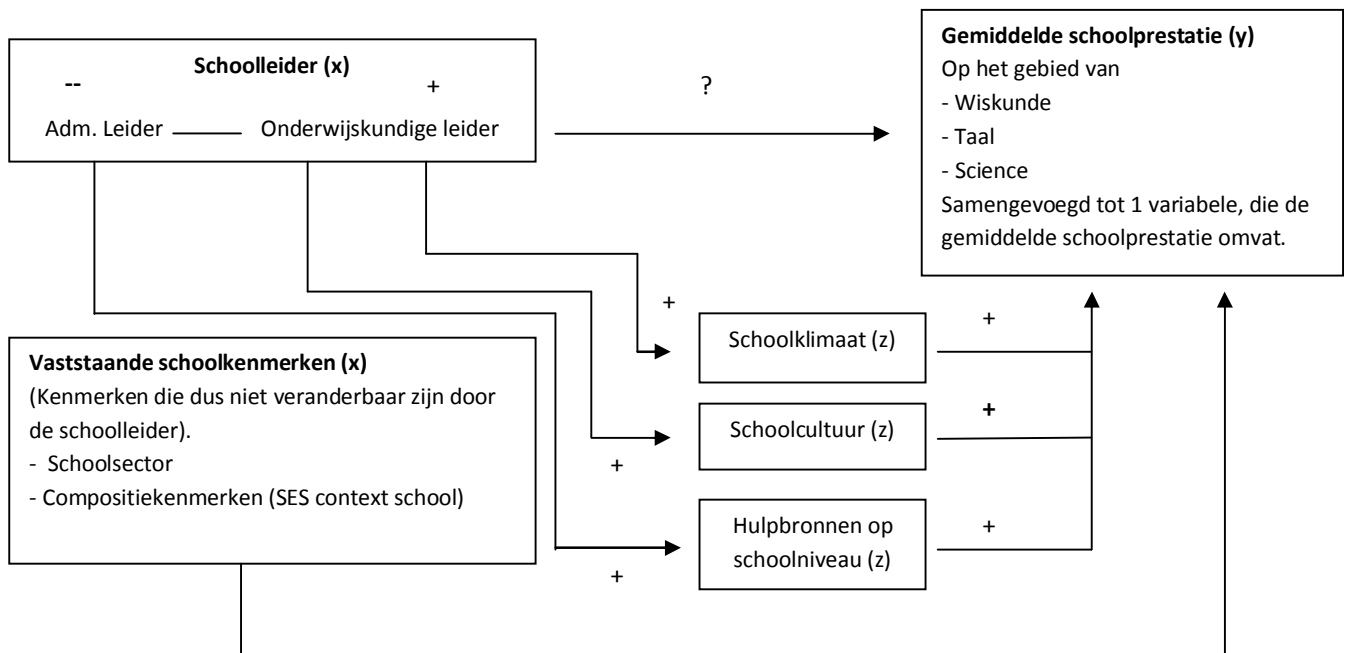 Schoolleider (x)
-- +
Adm. Leider Onderwijskundige leider
?
Gemiddelde schoolprestatie (y)
Op het gebied van
- Wiskunde
- Taal
- Science
Samengevoegd tot 1 variabele, die de
gemiddelde schoolprestatie omvat.
Vaststaande schoolkenmerken (x)
(Kenmerken die dus niet veranderbaar zijn door
de schoolleider).
- Schoolsector
- Compositiekenmerken (SES context school)
+
Schoolklimaat (z)
+
+
Schoolcultuur (z)
+
+
Hulpbronnen op
schoolniveau (z)
+